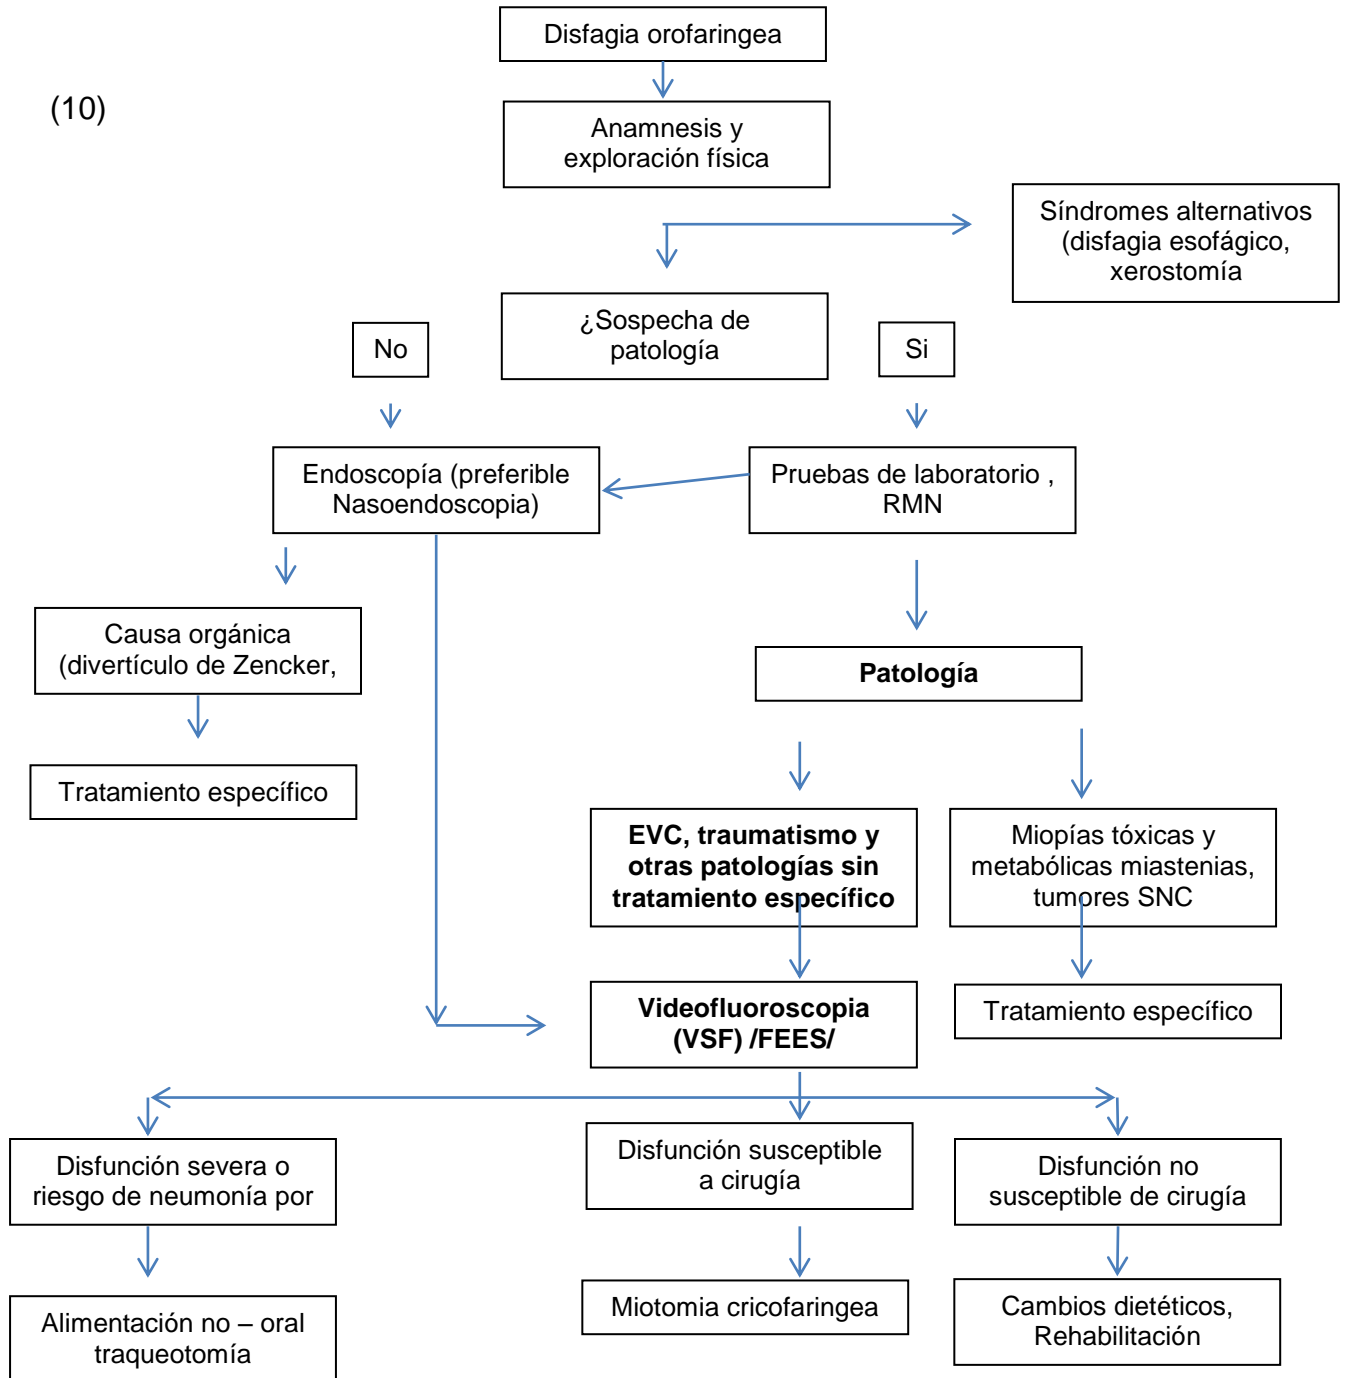 Disfagia orofaringea
(10)
Anamnesis y
exploración física
Síndromes alternativos
(disfagia esofágico,
xerostomía
¿Sospecha de
patología
No
Si
Endoscopía (preferible
Nasoendoscopia)
Pruebas de laboratorio ,
RMN
Causa orgánica
(divertículo de Zencker,
Patología
Tratamiento específico
EVC, traumatismo y
otras patologías sin
tratamiento específico
Miopías tóxicas y
metabólicas miastenias,
tumores SNC
Videofluoroscopia
(VSF) /FEES/
Tratamiento específico
Disfunción severa o
riesgo de neumonía por
Disfunción susceptible
a cirugía
Disfunción no
susceptible de cirugía
Alimentación no – oral
traqueotomía
Miotomia cricofaringea
Cambios dietéticos,
Rehabilitación